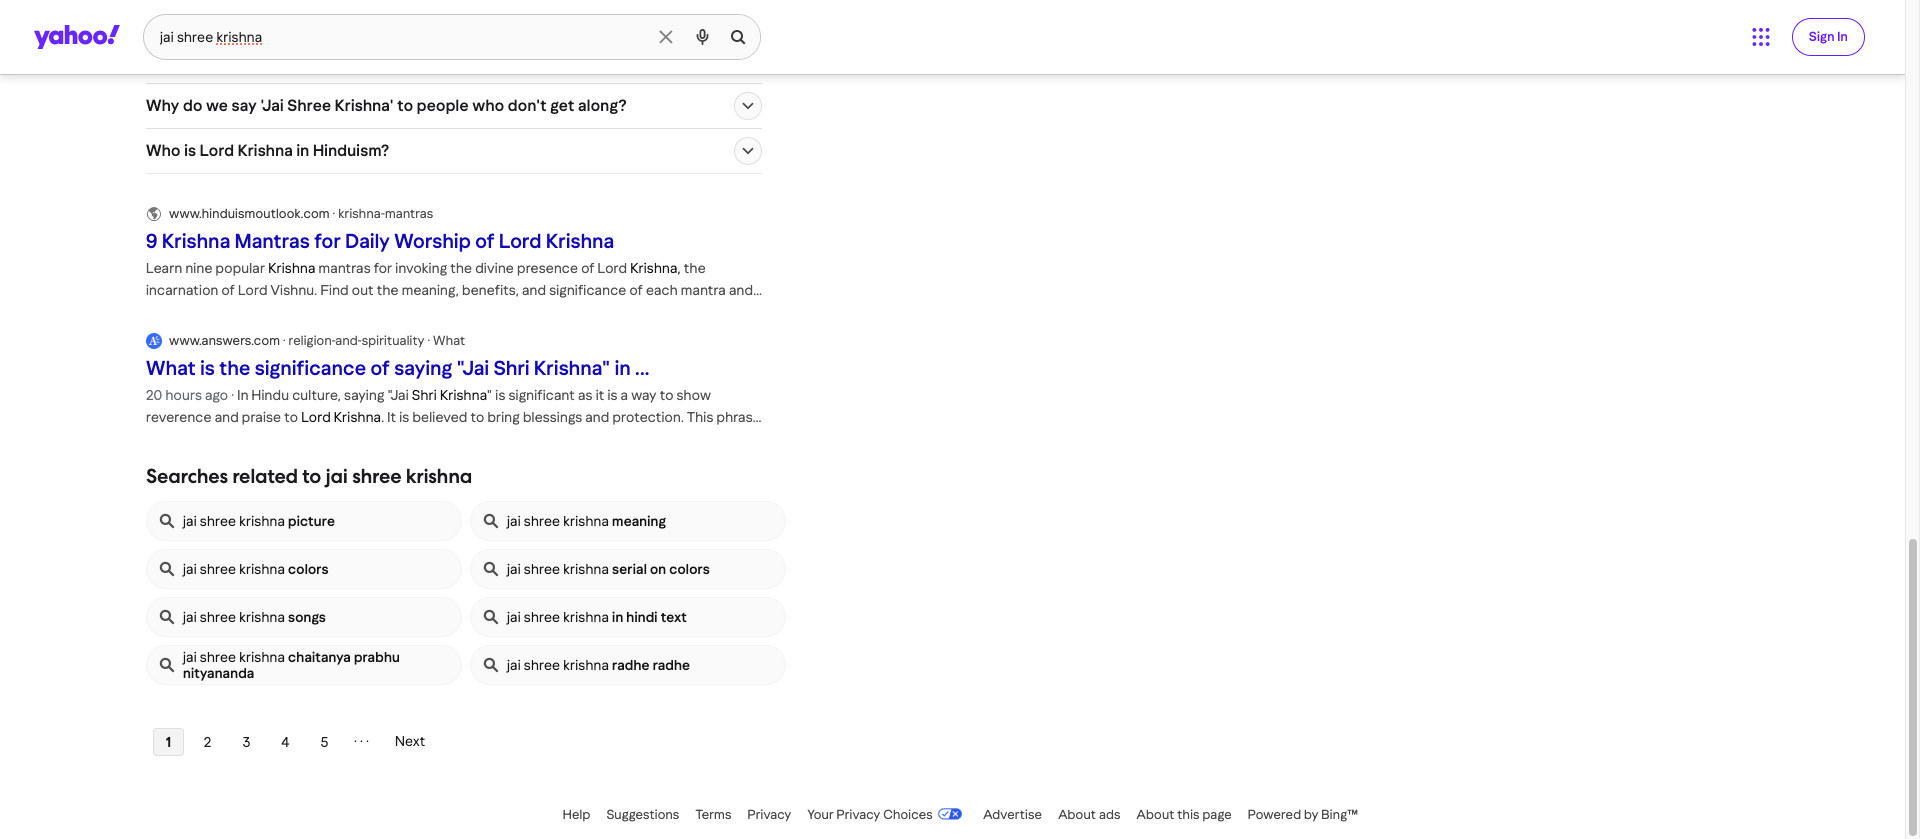 yahoo!
jai shree krishna
Sign In
Why do we say 'Jai Shree Krishna' to people who don't get along?
Who is Lord Krishna in Hinduism?
www.hinduismoutlook.com · krishna-mantras
9 Krishna Mantras for Daily Worship of Lord Krishna
Learn nine popular Krishna mantras for invoking the divine presence of Lord Krishna, the
incarnation of Lord Vishnu. Find out the meaning, benefits, and significance of each mantra and...
www.answers.com · religion-and-spirituality · What
What is the significance of saying "Jai Shri Krishna" in ...
20 hours ago · In Hindu culture, saying "Jai Shri Krishna" is significant as it is a way to show
reverence and praise to Lord Krishna. It is believed to bring blessings and protection. This phras...
Searches related to jai shree krishna
jai shree krishna picture
jai shree krishna meaning
jai shree krishna colors
jai shree krishna serial on colors
jai shree krishna songs
jai shree krishna in hindi text
jai shree krishna chaitanya prabhu
nityananda
jai shree krishna radhe radhe
1 2 3 4 5 ··· Next
Help Suggestions Terms Privacy Your Privacy Choices Advertise About ads About this page Powered by Bing™